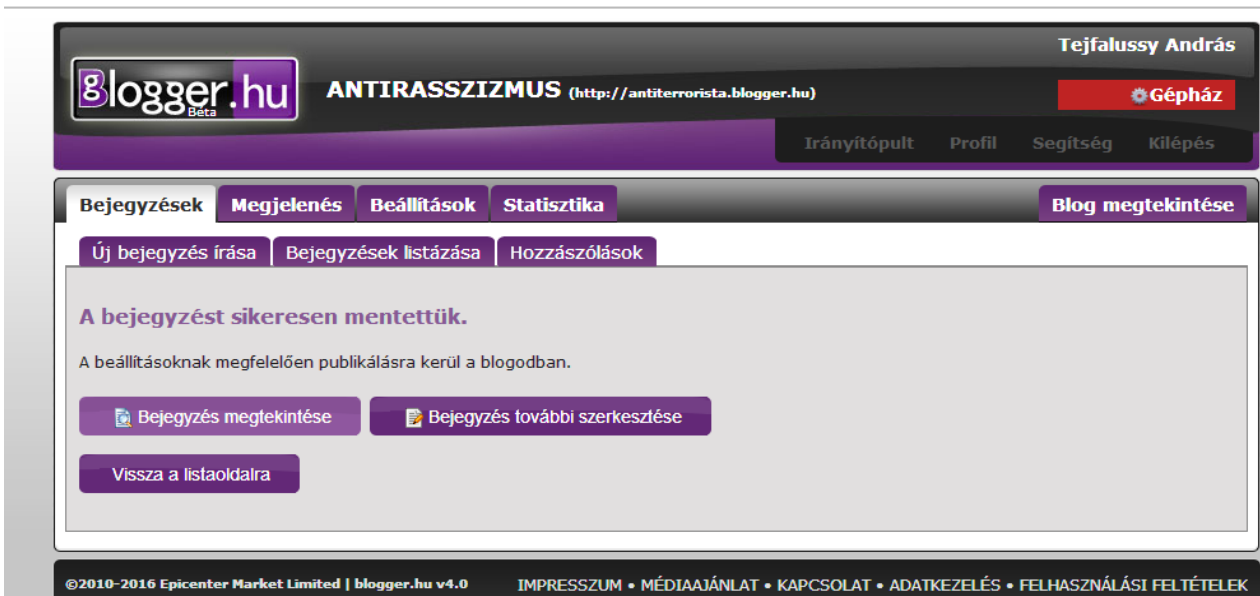 Tejfalussy András
Blogger.hu
Béta
ANTIRASSZIZMUS (http://antiterrorista.blogger.hu)
Gépház
Irányítópult Profil Segítség Kilépés
Bejegyzések Megjelenés Beállítások Statisztika Blog megtekintése
Új bejegyzés írása Bejegyzések listázása Hozzászólások
A bejegyzést sikeresen mentettük.
A beállításoknak megfelelően publikálásra kerül a blogodban.
Bejegyzés megtekintése Bejegyzés további szerkesztése
Vissza a listaoldalra
©2010-2016 Epicenter Market Limited | blogger.hu v4.0 IMPRESSZUM • MÉDIAAJÁNLAT • KAPCSOLAT • ADATKEZELÉS • FELHASZNÁLÁSI FELTÉTELEK